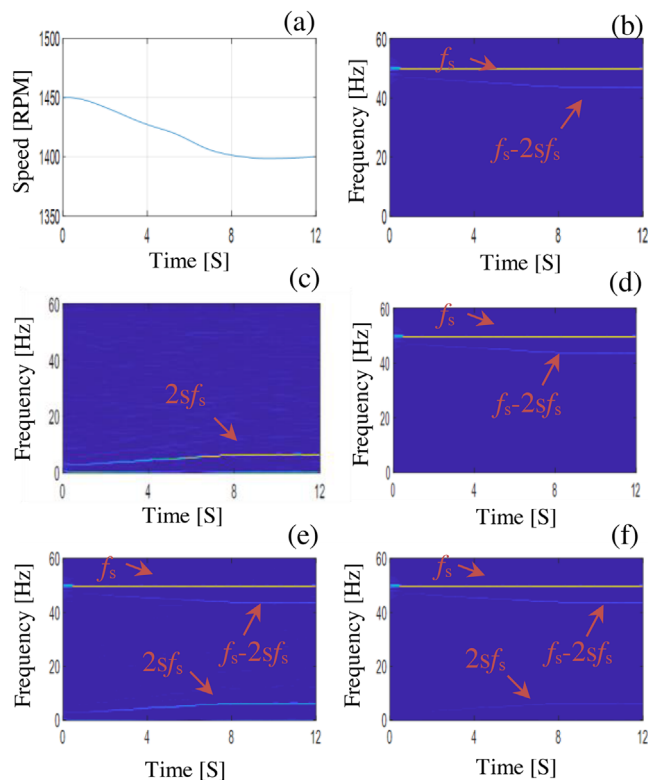 (a)
Speed [RPM]
1500
1450
1400
1350
0 4 8 12
Time [S]
(b)
Frequency [Hz]
60
40
20
0
fs
fs-2sfs
0 4 8 12
Time [S]
(c)
Frequency [Hz]
60
40
20
0
2sfs
0 4 8 12
Time [S]
(d)
Frequency [Hz]
60
40
20
0
fs
fs-2sfs
0 4 8 12
Time [S]
(e)
Frequency [Hz]
60
40
20
0
fs
fs-2sfs
2sfs
0 4 8 12
Time [S]
(f)
Frequency [Hz]
60
40
20
0
fs
fs-2sfs
2sfs
0 4 8 12
Time [S]